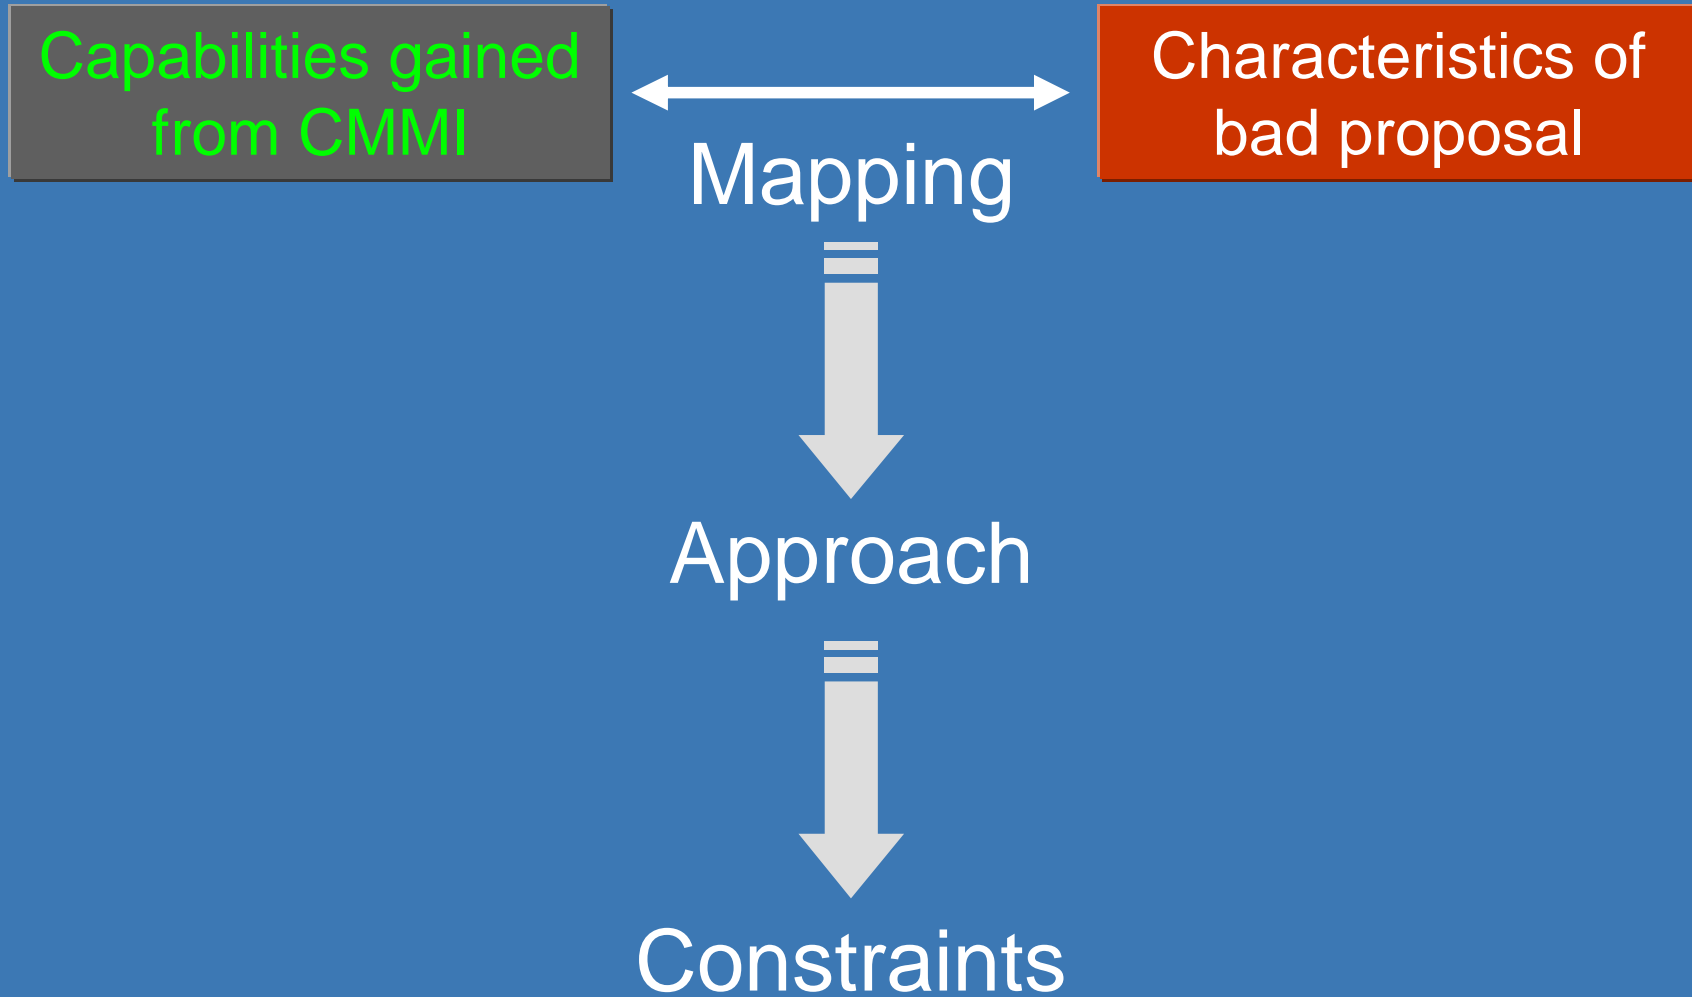 Capabilities gained
from CMMI
Characteristics of
bad proposal
Mapping
Approach
Constraints